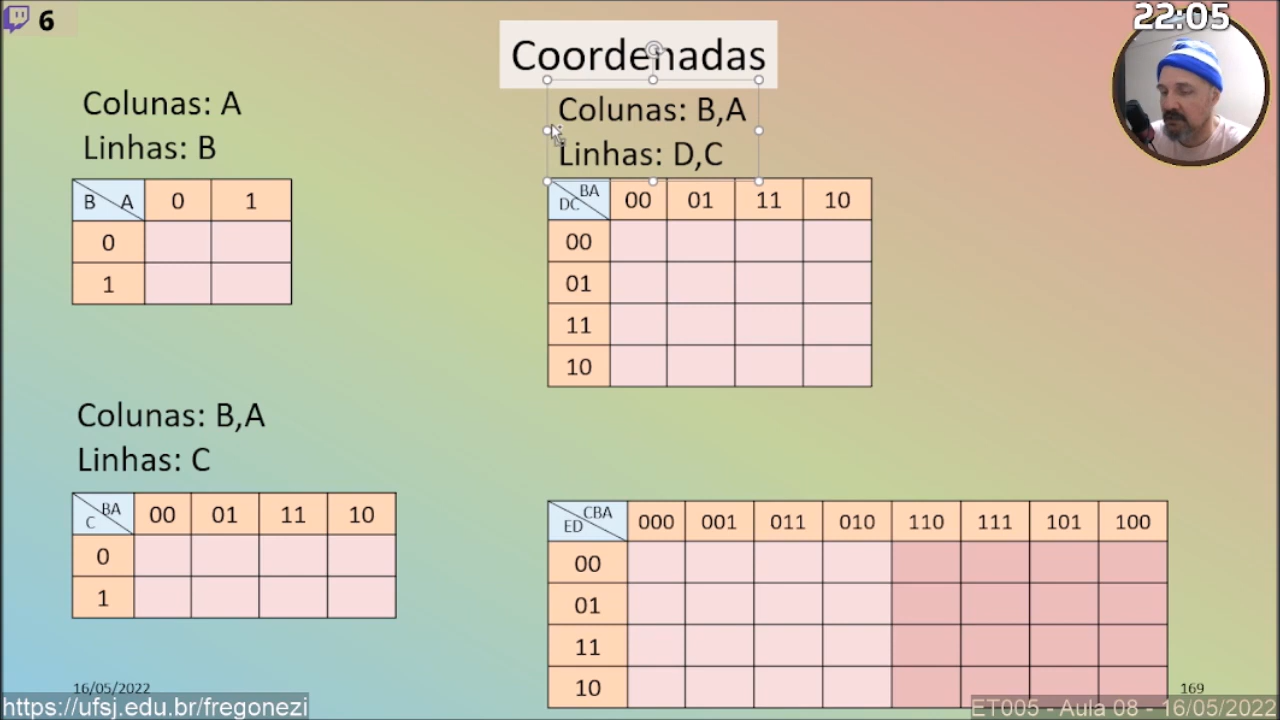 6
22:05
Coordenadas
Colunas: A
Linhas: B
B A 0 1
0
1
Colunas: B,A
Linhas: D,C
BA
DC 00 01 11 10
00
01
11
10
Colunas: B,A
Linhas: C
BA
C 00 01 11 10
0
1
CBA
ED 000 001 011 010 110 111 101 100
00
01
11
10
16/05/2022
169
https://ufsj.edu.br/fregonezi
ET005 - Aula 08 - 16/05/2022